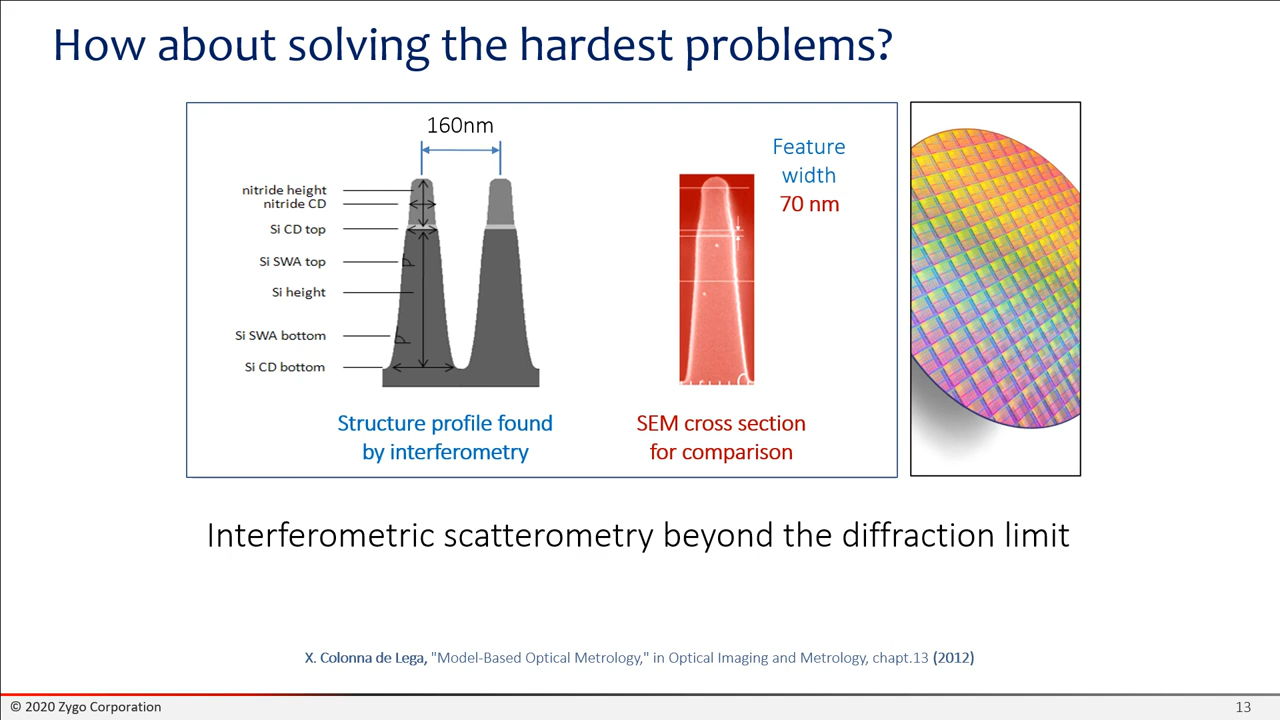 How about solving the hardest problems?
160nm
nitride height
nitride CD
Si CD top
Si SWA top
Si height
Si SWA bottom
Si CD bottom
Structure profile found
by interferometry
Feature
width
70 nm
SEM cross section
for comparison
Interferometric scatterometry beyond the diffraction limit
X. Colonna de Lega, "Model-Based Optical Metrology," in Optical Imaging and Metrology, chapt.13 (2012)
© 2020 Zygo Corporation
13